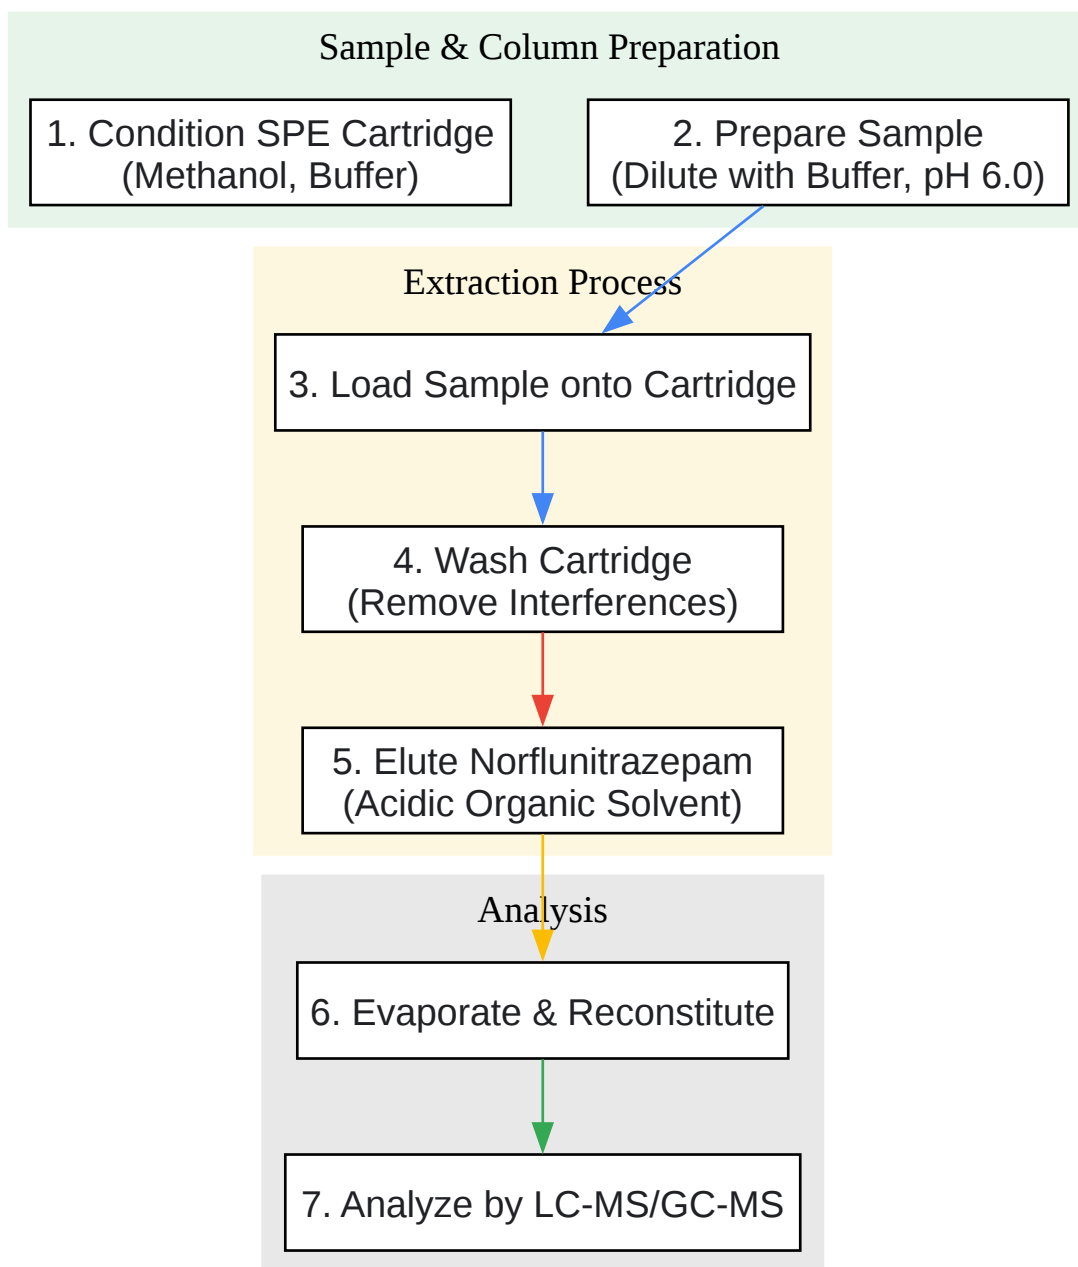 Sample & Column Preparation
1. Condition SPE Cartridge
(Methanol, Buffer)
2. Prepare Sample
(Dilute with Buffer, pH 6.0)
Extraction Process
3. Load Sample onto Cartridge
4. Wash Cartridge
(Remove Interferences)
5. Elute Norflunitrazepam
(Acidic Organic Solvent)
Analysis
6. Evaporate & Reconstitute
7. Analyze by LC-MS/GC-MS